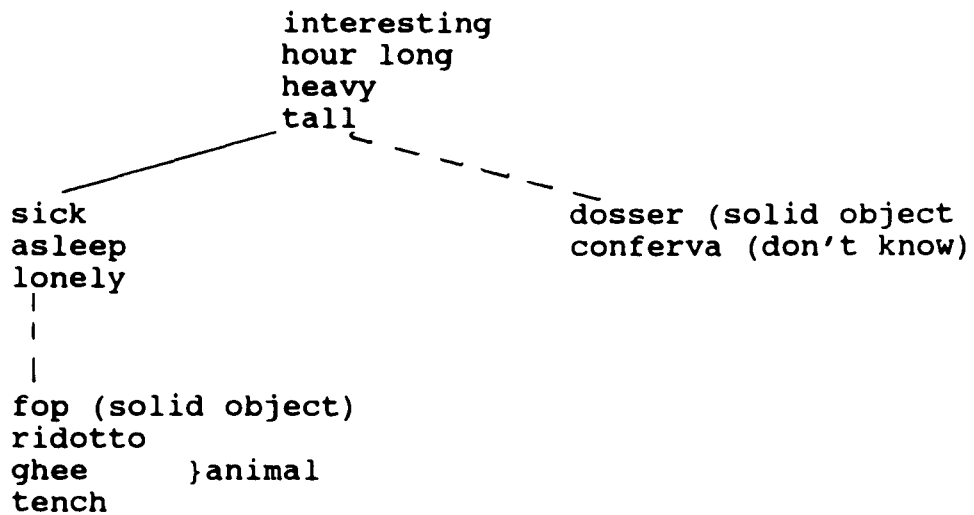 interesting
hour long
heavy
tall
sick
asleep
lonely
dosser (solid object
conferva (don't know)
fop (solid object)
ridotto
ghee }animal
tench